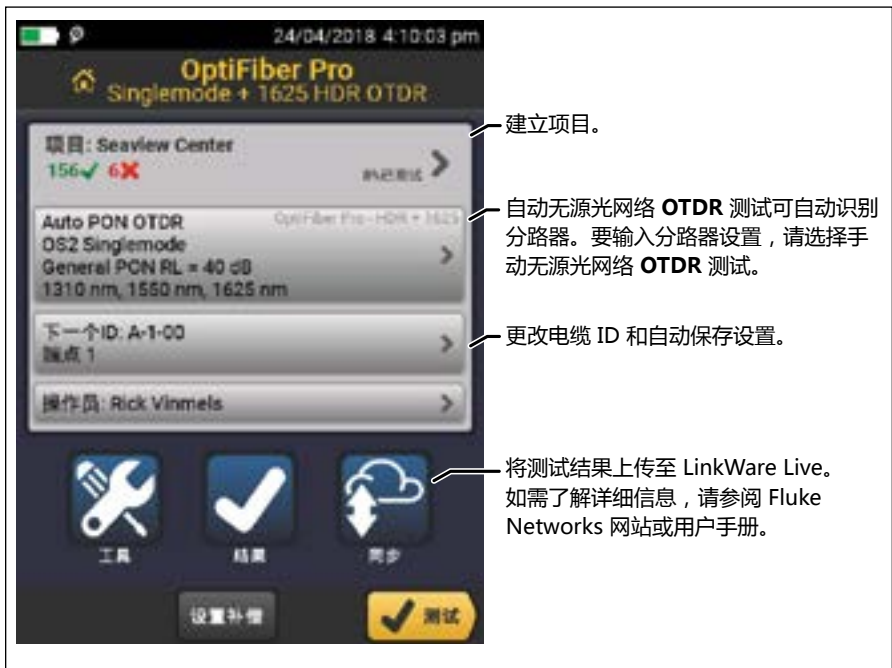 24/04/2018 4:10:03 pm
OptiFiber Pro
Singlemode + 1625 HDR OTDR
项目: Seaview Center
156✔ 6✖
Auto PON OTDR
OptiFiber Pro - HDR + 1625
OS2 Singlemode
General PON RL = 40 dB
1310 nm, 1550 nm, 1625 nm
下一个ID: A-1-00
端点 1
操作员: Rick Vinmels
工具
结果
同步
设置补偿
测试
建立项目。
自动无源光网络 OTDR 测试可自动识别
分路器。要输入分路器设置，请选择手
动无源光网络 OTDR 测试。
更改电缆 ID 和自动保存设置。
将测试结果上传至 LinkWare Live。
如需了解详细信息，请参阅 Fluke
Networks 网站或用户手册。